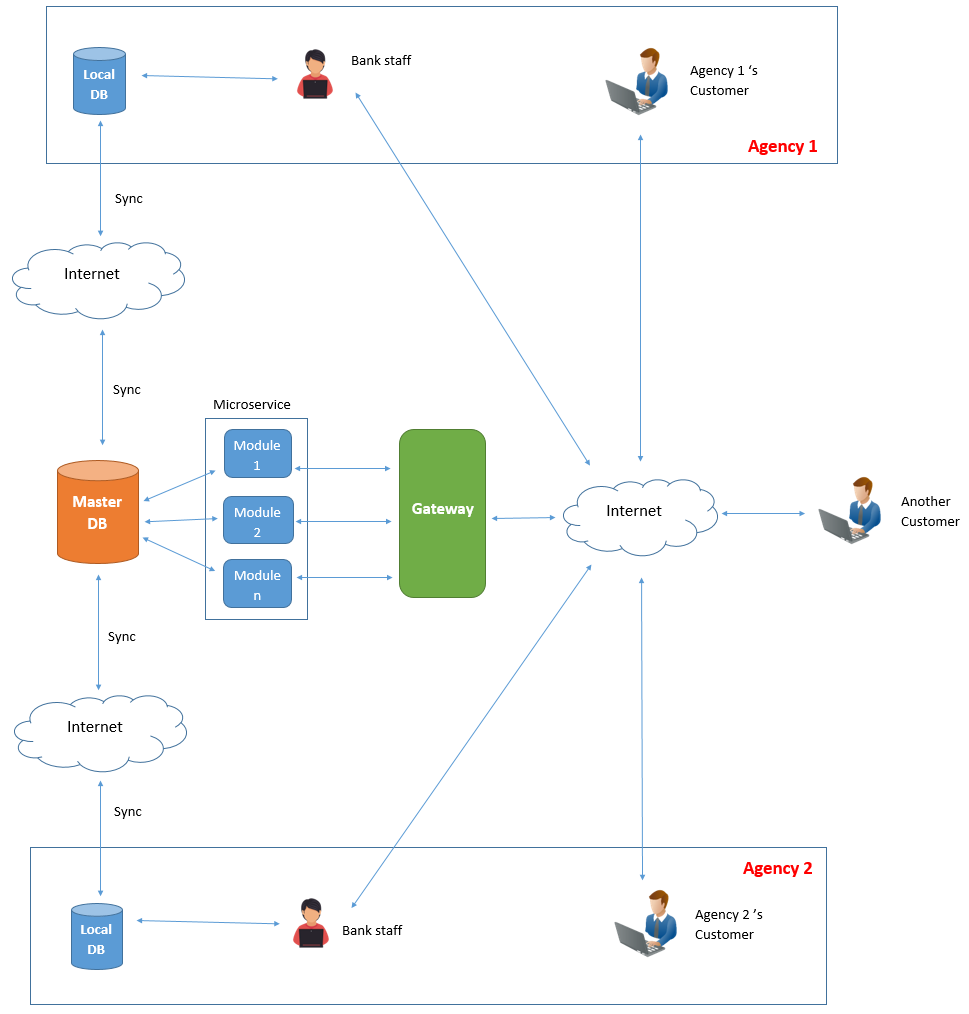 Local
DB
Bank staff
Agency 1 ‘s
Customer
Agency 1
Sync
Internet
Sync
Microservice
Module
1
Master
DB
Module
2
Module
n
Gateway
Internet
Another
Customer
Sync
Internet
Sync
Agency 2
Local
DB
Bank staff
Agency 2 ’s
Customer